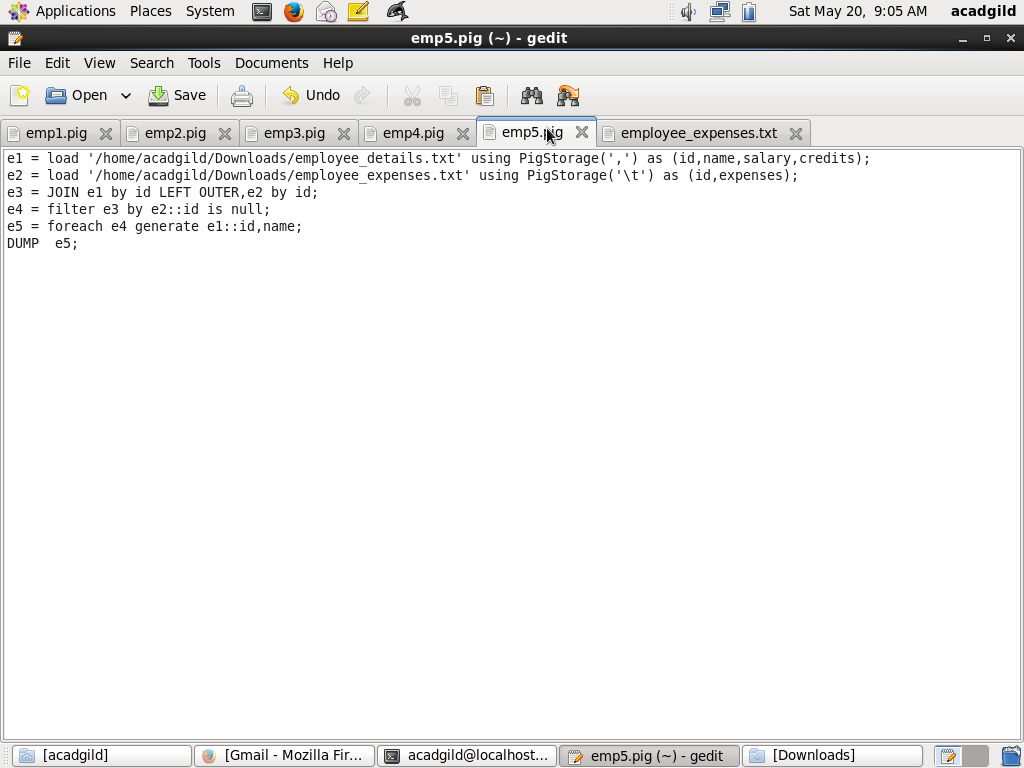 Applications Places System Sat May 20, 9:05 AM acadgild
emp5.pig (~) - gedit
File Edit View Search Tools Documents Help
Open Save Undo
emp1.pig emp2.pig emp3.pig emp4.pig emp5.pig employee_expenses.txt
e1 = load '/home/acadgild/Downloads/employee_details.txt' using PigStorage(',') as (id,name,salary,credits);
e2 = load '/home/acadgild/Downloads/employee_expenses.txt' using PigStorage('\t') as (id,expenses);
e3 = JOIN e1 by id LEFT OUTER,e2 by id;
e4 = filter e3 by e2::id is null;
e5 = foreach e4 generate e1::id,name;
DUMP  e5;
[acadgild] [Gmail - Mozilla Fir... acadgild@localhost... emp5.pig (~) - gedit [Downloads]